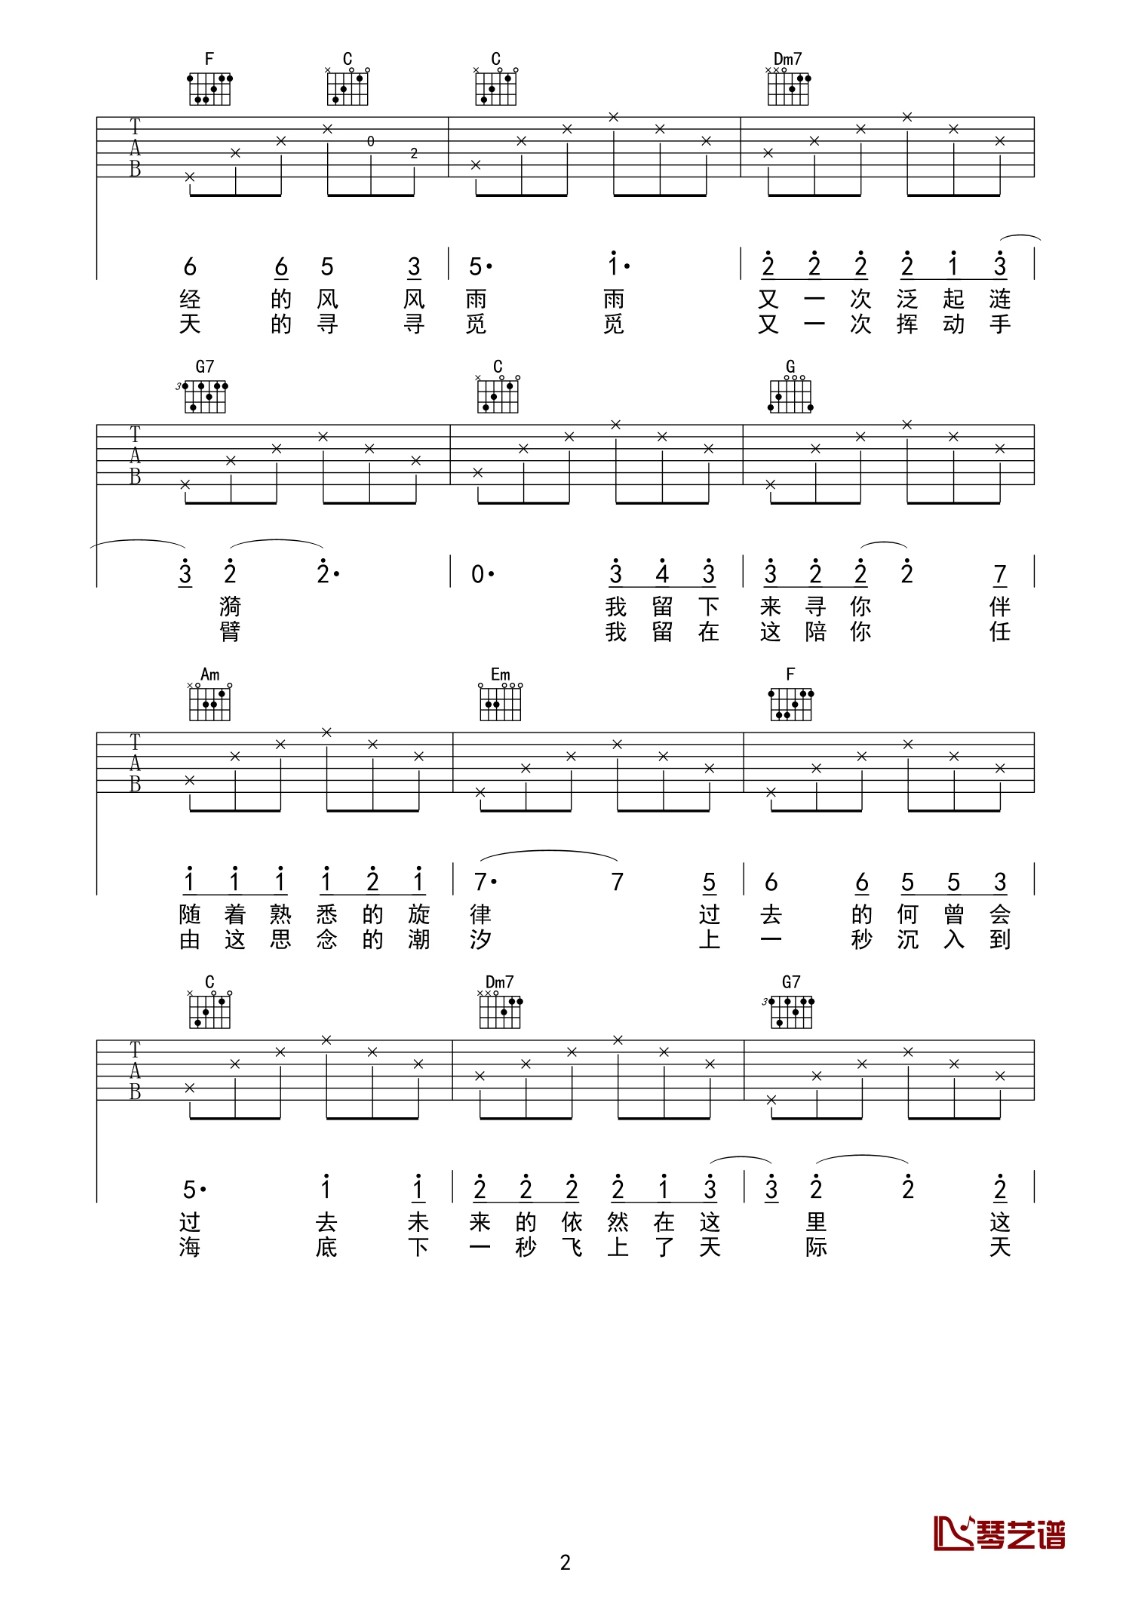 F C C Dm7
T A B
0 2
6 6 5 3 5· 1· 2 2 2 2 1 3
经 的 风 风 雨 雨 又 一 次 泛 起 涟
天 的 寻 寻 觅 觅 又 一 次 挥 动 手
G7 C G
3
T A B
3 2 2· 0· 3 4 3 3 2 2 2 7
漪 我 留 下 来 寻 你 伴
臂 我 留 在 这 陪 你 任
Am Em F
T A B
1 1 1 1 2 1 7· 7 5 6 6 5 5 3
随 着 熟 悉 的 旋 律 过 去 的 何 曾 会
由 这 思 念 的 潮 汐 上 一 秒 沉 入 到
C Dm7 G7
3
T A B
5· 1 1 2 2 2 2 1 3 3 2 2 2
过 去 未 来 的 依 然 在 这 里 这
海 底 下 一 秒 飞 上 了 天 际 天
琴艺谱
2